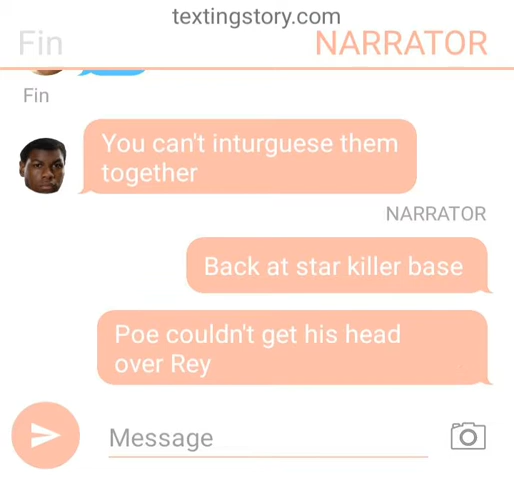 textingstory.com
Fin
NARRATOR
Fin
You can't inturguese them
together
NARRATOR
Back at star killer base
Poe couldn't get his head
over Rey
Message